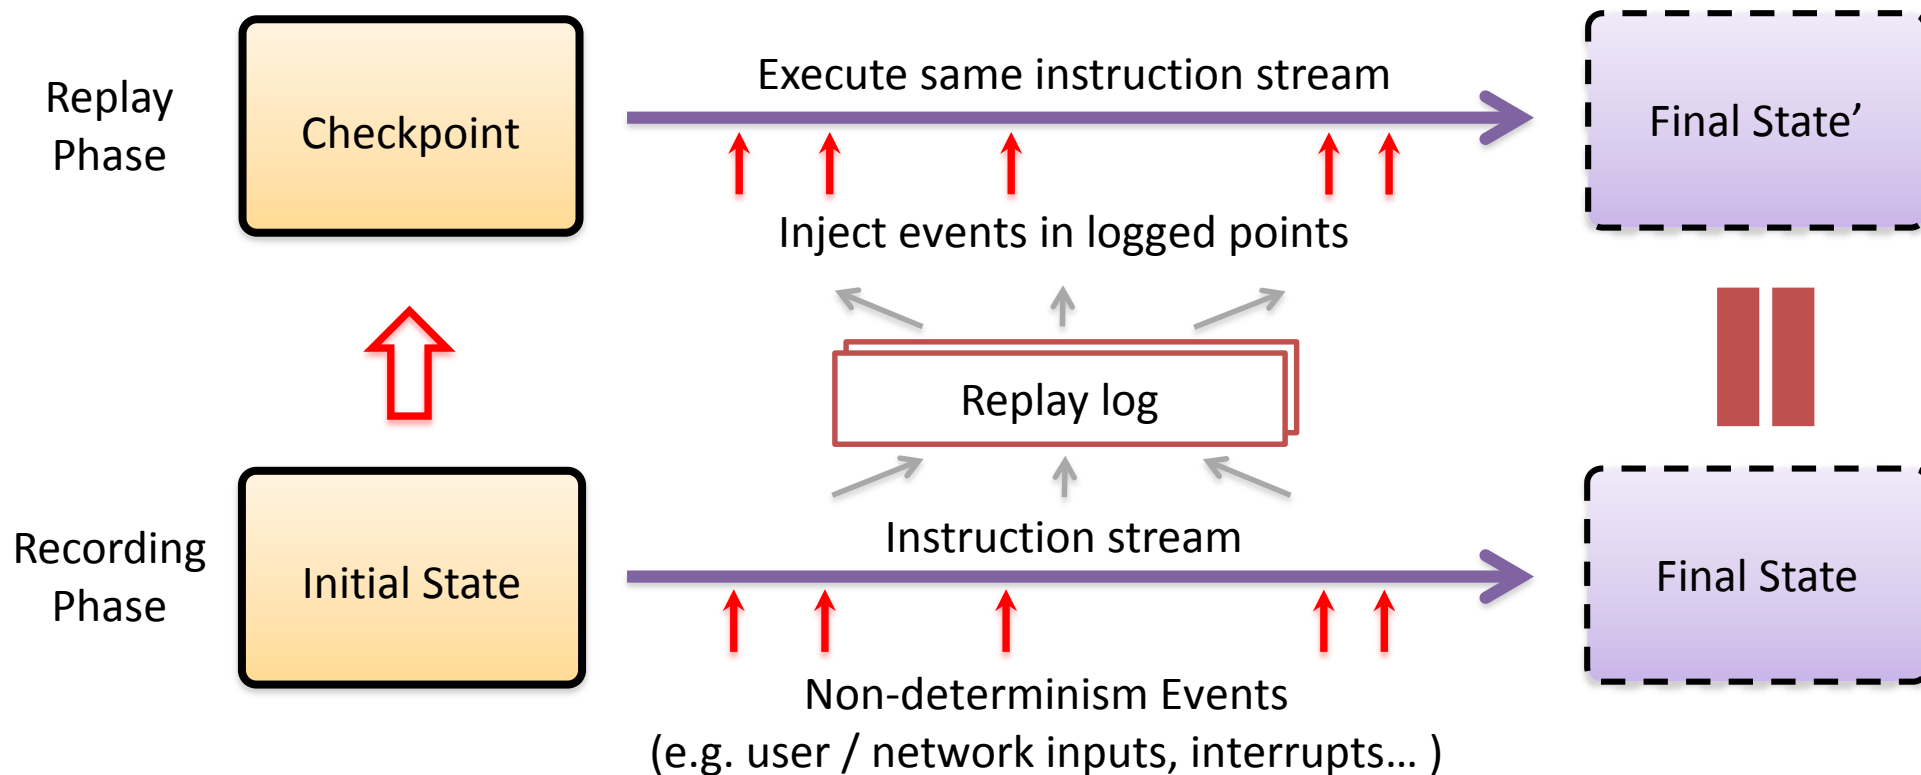 Replay
Phase
Checkpoint
Execute same instruction stream
Inject events in logged points
Final State’
Replay log
Recording
Phase
Initial State
Instruction stream
Non-determinism Events
(e.g. user / network inputs, interrupts… )
Final State